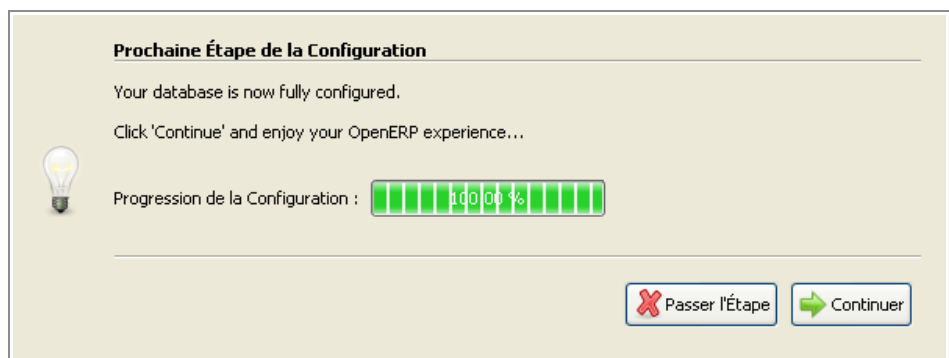 Prochaine Étape de la Configuration
Your database is now fully configured.
Click 'Continue' and enjoy your OpenERP experience...
Progression de la Configuration : 100.00 %
Passer l'Étape Continuer